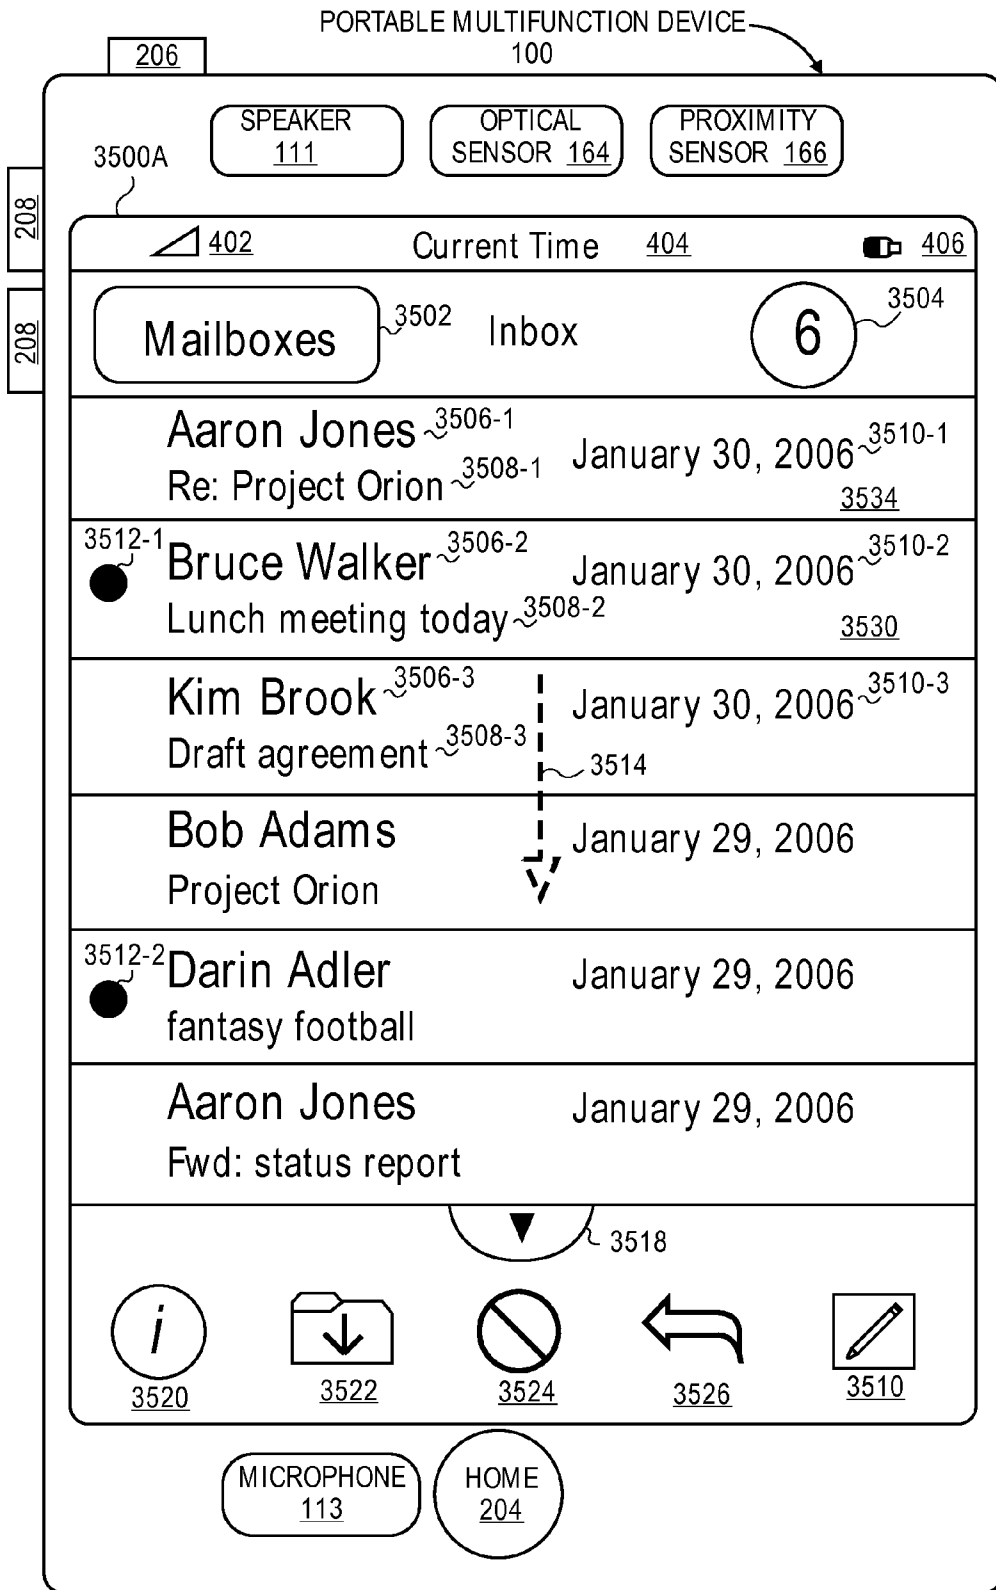 PORTABLE MULTIFUNCTION DEVICE
100
206
SPEAKER
111
OPTICAL
SENSOR 164
PROXIMITY
SENSOR 166
3500A
208
208
402 Current Time 404 406
Mailboxes 3502 Inbox 6 3504
Aaron Jones 3506-1
January 30, 2006 3510-1
Re: Project Orion 3508-1
3534
3512-1
Bruce Walker 3506-2
January 30, 2006 3510-2
Lunch meeting today 3508-2
3530
Kim Brook 3506-3
January 30, 2006 3510-3
Draft agreement 3508-3
3514
Bob Adams
January 29, 2006
Project Orion
3512-2
Darin Adler
January 29, 2006
fantasy football
Aaron Jones
January 29, 2006
Fwd: status report
3518
i
3520 3522 3524 3526 3510
MICROPHONE
113
HOME
204